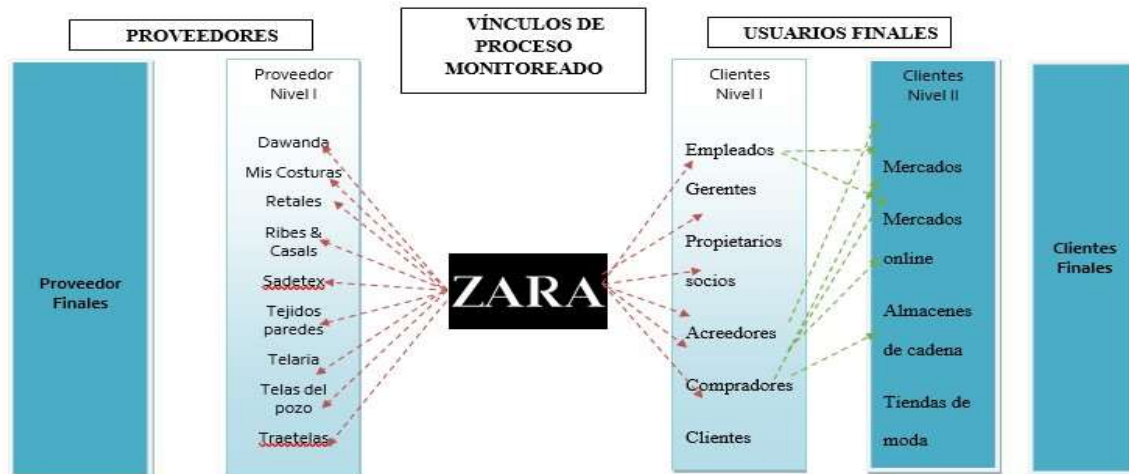 PROVEEDORES
VÍNCULOS DE
PROCESO
MONITOREADO
USUARIOS FINALES
Proveedor
Finales
Proveedor
Nivel I
Dawanda
Mis Costuras
Retales
Ribes &
Casals
Sadetex
Tejidos
paredes
Telaria
Telas del
pozo
Traetelas
ZARA
Clientes
Nivel I
Empleados
Gerentes
Propietarios
socios
Acreedores
Compradores
Clientes
Clientes
Nivel II
Mercados
Mercados
online
Almacenes
de cadena
Tiendas de
moda
Clientes
Finales